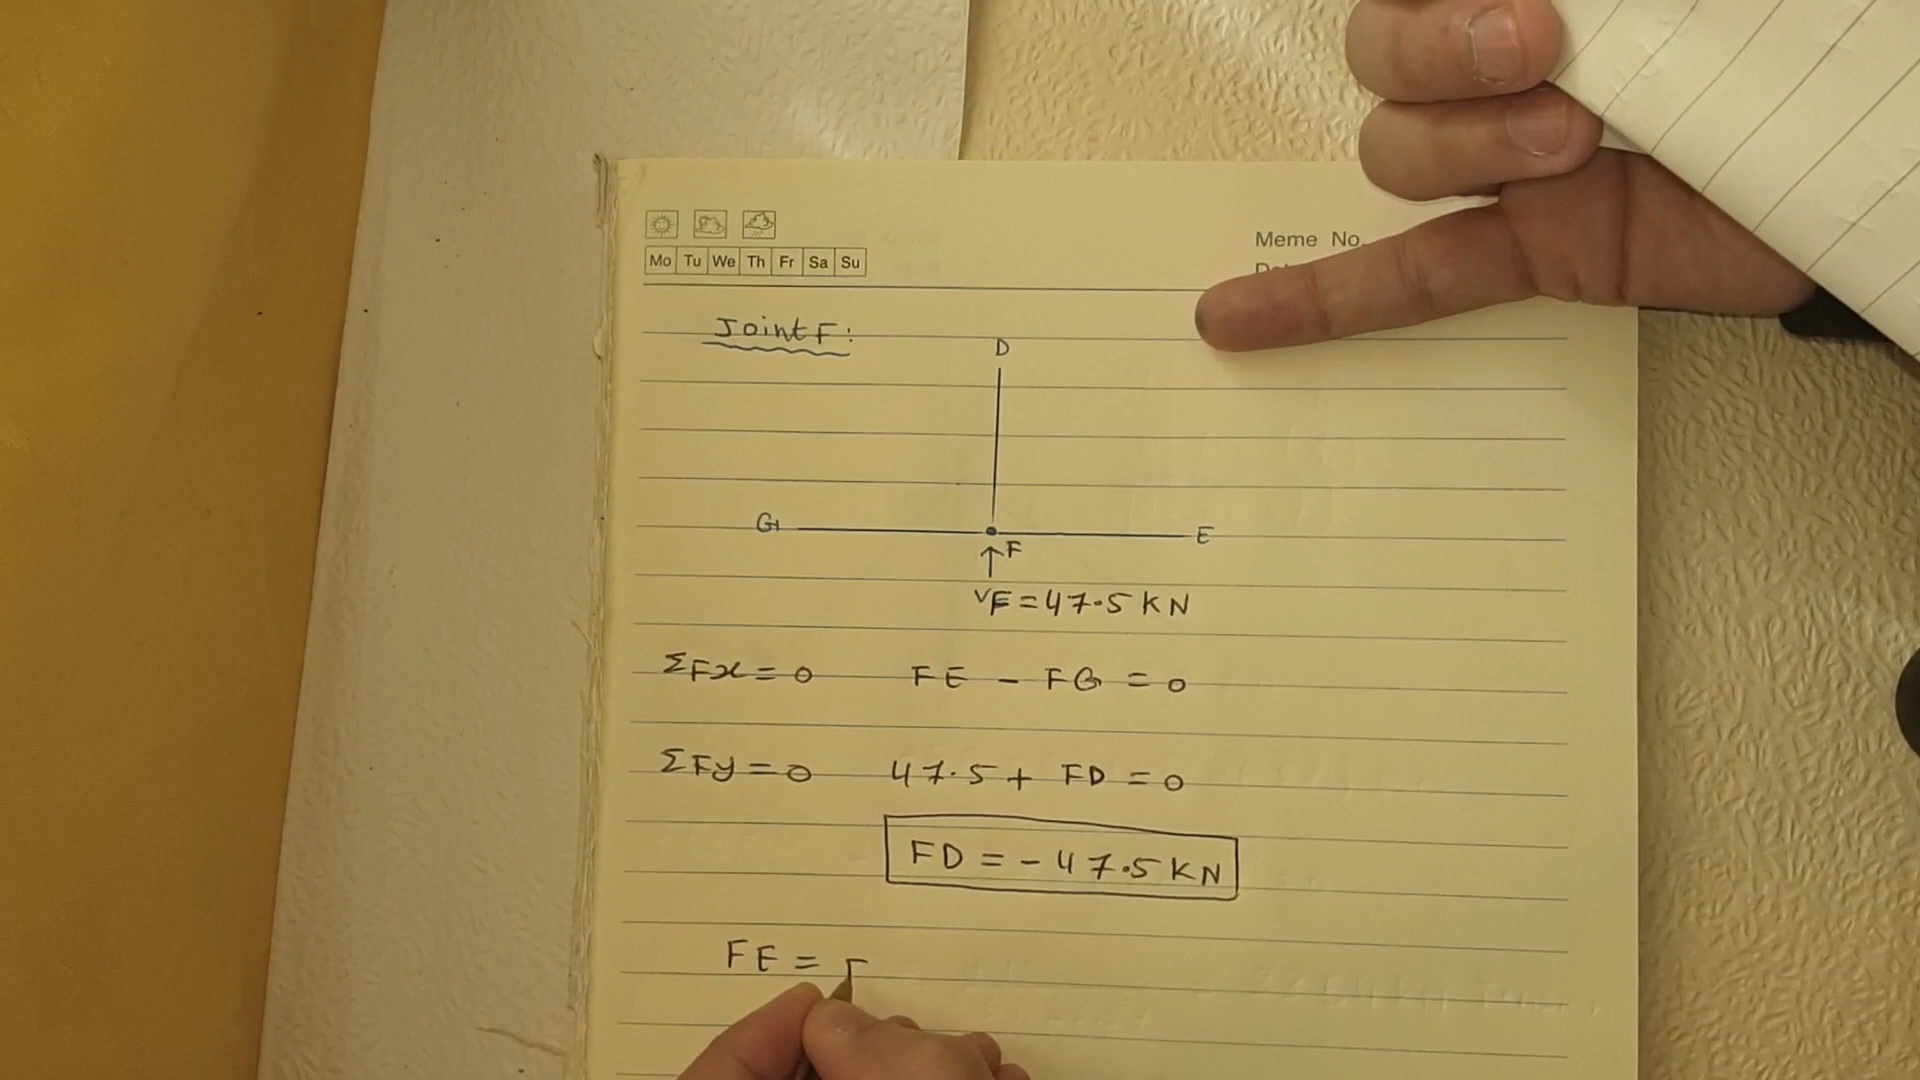 Meme No.
Mo Tu We Th Fr Sa Su
Joint F:
D
G E
F
VF = 47.5 KN
ΣFx = 0 FE - FG = 0
ΣFy = 0 47.5 + FD = 0
FD = - 47.5 KN
FE =